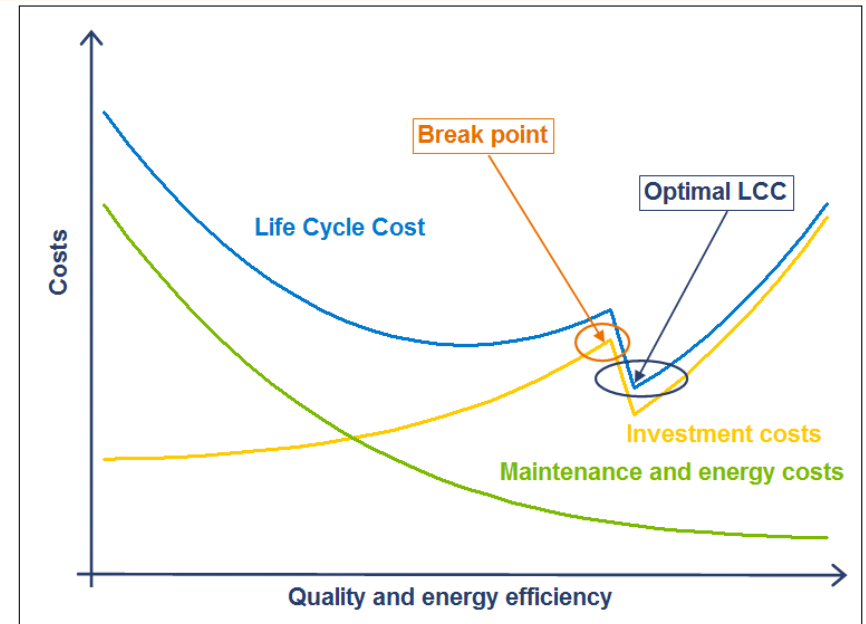 Break point
Optimal LCC
Life Cycle Cost
Costs
Investment costs
Maintenance and energy costs
Quality and energy efficiency